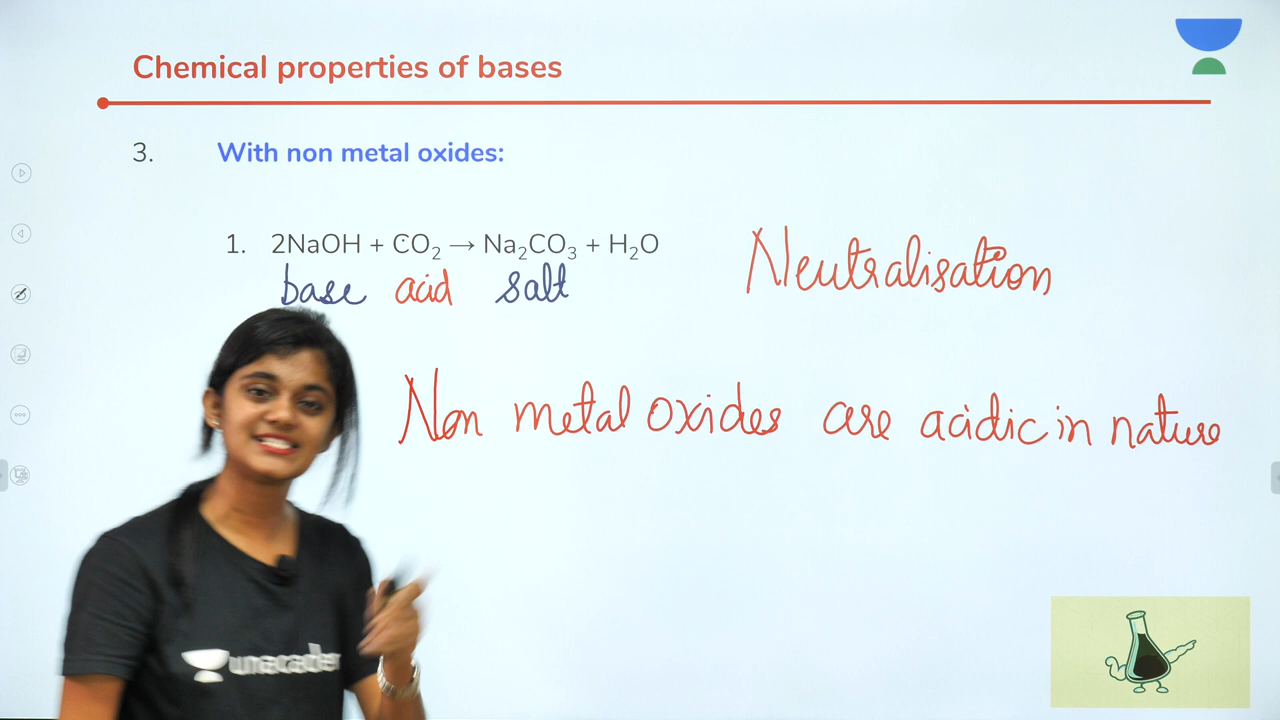 Chemical properties of bases
3. With non metal oxides:
1. 2NaOH + CO₂ → Na₂CO₃ + H₂O
base acid salt
Neutralisation
Non metal oxides are acidic in nature
unacademy